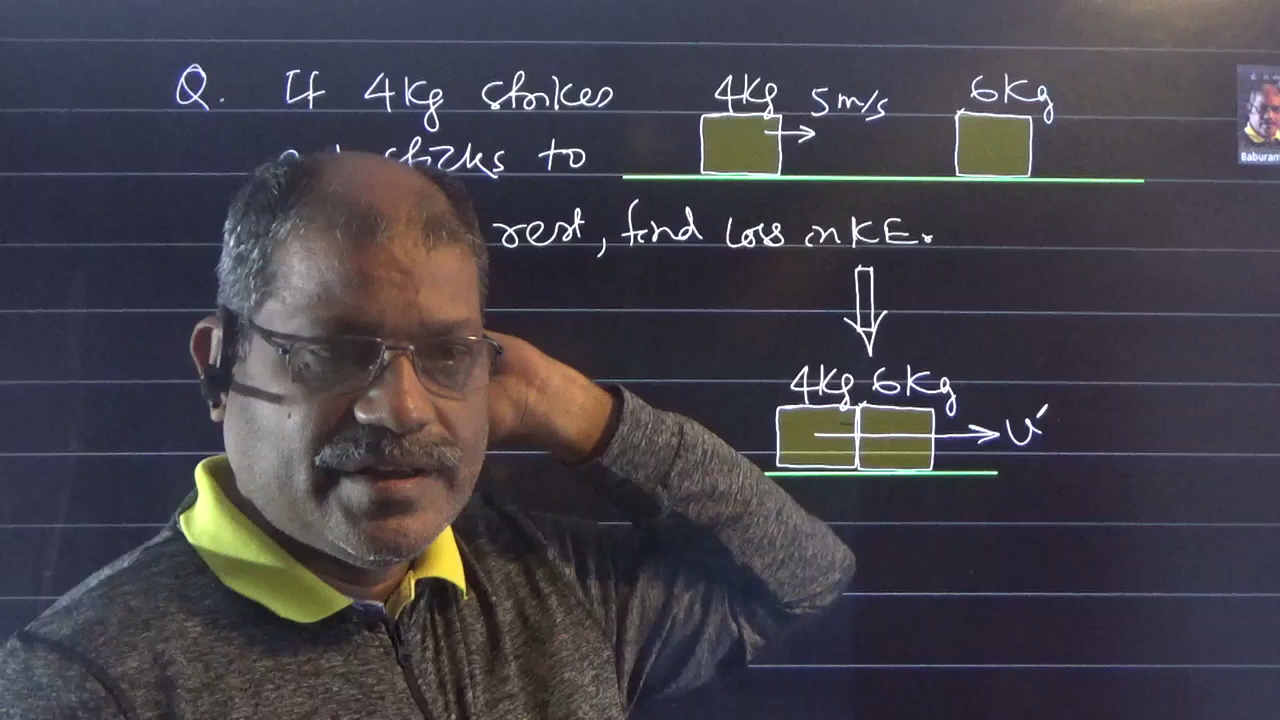 Q. If 4Kg strikes
4Kg 5m/s 6Kg
sticks to
rest, find loss in KE.
4Kg 6Kg
v′
Baburam